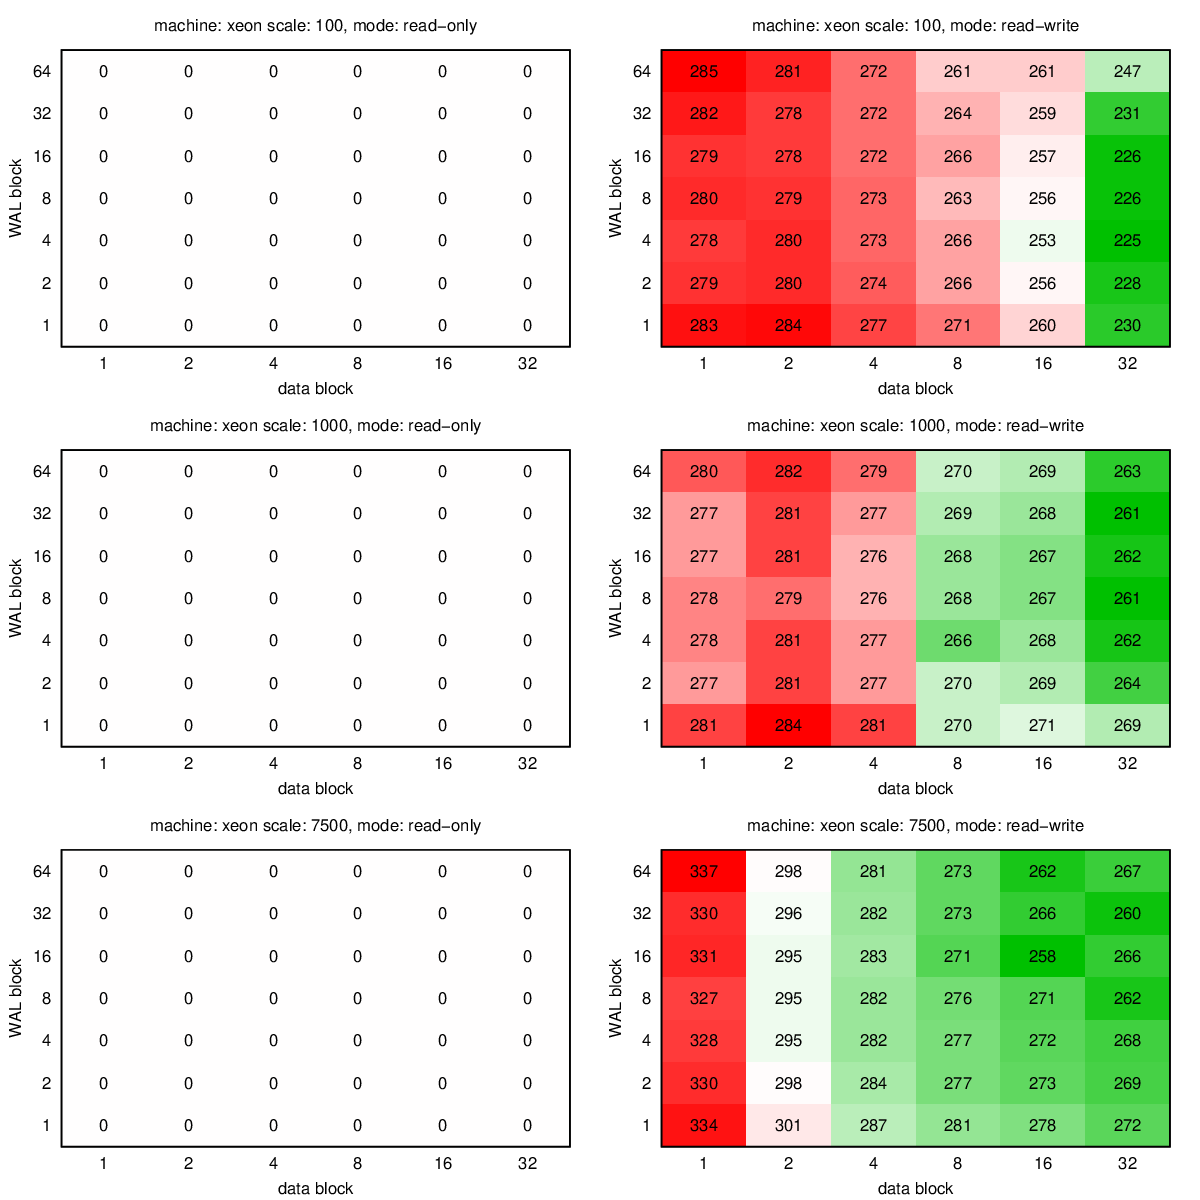 machine: xeon scale: 100, mode: read−only
WAL block
64 0 0 0 0 0 0
32 0 0 0 0 0 0
16 0 0 0 0 0 0
8 0 0 0 0 0 0
4 0 0 0 0 0 0
2 0 0 0 0 0 0
1 0 0 0 0 0 0
1 2 4 8 16 32
data block
machine: xeon scale: 100, mode: read−write
WAL block
64 285 281 272 261 261 247
32 282 278 272 264 259 231
16 279 278 272 266 257 226
8 280 279 273 263 256 226
4 278 280 273 266 253 225
2 279 280 274 266 256 228
1 283 284 277 271 260 230
1 2 4 8 16 32
data block
machine: xeon scale: 1000, mode: read−only
WAL block
64 0 0 0 0 0 0
32 0 0 0 0 0 0
16 0 0 0 0 0 0
8 0 0 0 0 0 0
4 0 0 0 0 0 0
2 0 0 0 0 0 0
1 0 0 0 0 0 0
1 2 4 8 16 32
data block
machine: xeon scale: 1000, mode: read−write
WAL block
64 280 282 279 270 269 263
32 277 281 277 269 268 261
16 277 281 276 268 267 262
8 278 279 276 268 267 261
4 278 281 277 266 268 262
2 277 281 277 270 269 264
1 281 284 281 270 271 269
1 2 4 8 16 32
data block
machine: xeon scale: 7500, mode: read−only
WAL block
64 0 0 0 0 0 0
32 0 0 0 0 0 0
16 0 0 0 0 0 0
8 0 0 0 0 0 0
4 0 0 0 0 0 0
2 0 0 0 0 0 0
1 0 0 0 0 0 0
1 2 4 8 16 32
data block
machine: xeon scale: 7500, mode: read−write
WAL block
64 337 298 281 273 262 267
32 330 296 282 273 266 260
16 331 295 283 271 258 266
8 327 295 282 276 271 262
4 328 295 282 277 272 268
2 330 298 284 277 273 269
1 334 301 287 281 278 272
1 2 4 8 16 32
data block